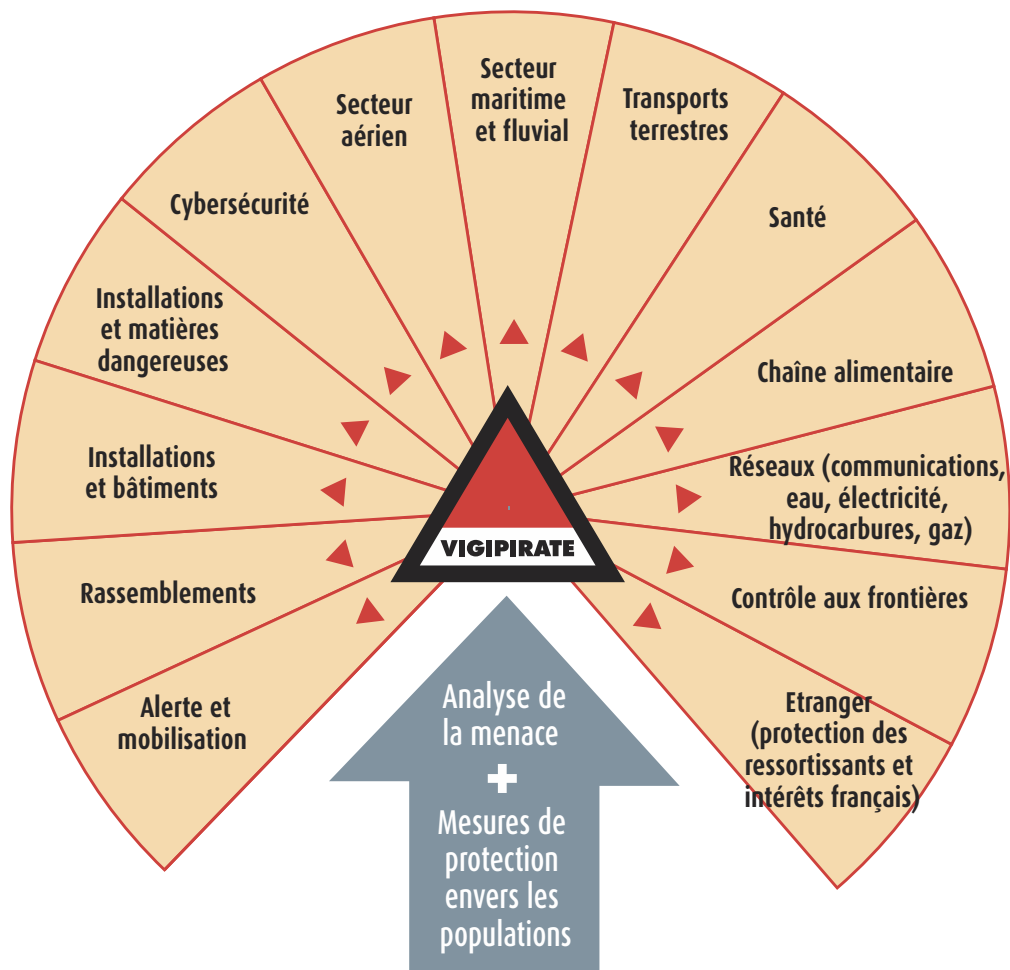 Secteur
maritime
et fluvial
Secteur
aérien
Transports
terrestres
Cybersécurité
Santé
Installations
et matières
dangereuses
Chaîne alimentaire
Installations
et bâtiments
Réseaux (communications,
eau, électricité,
hydrocarbures, gaz)
VIGIPIRATE
Rassemblements
Contrôle aux frontières
Alerte et
mobilisation
Etranger
(protection des
ressortissants et
intérêts français)
Analyse de
la menace
+
Mesures de
protection
envers les
populations